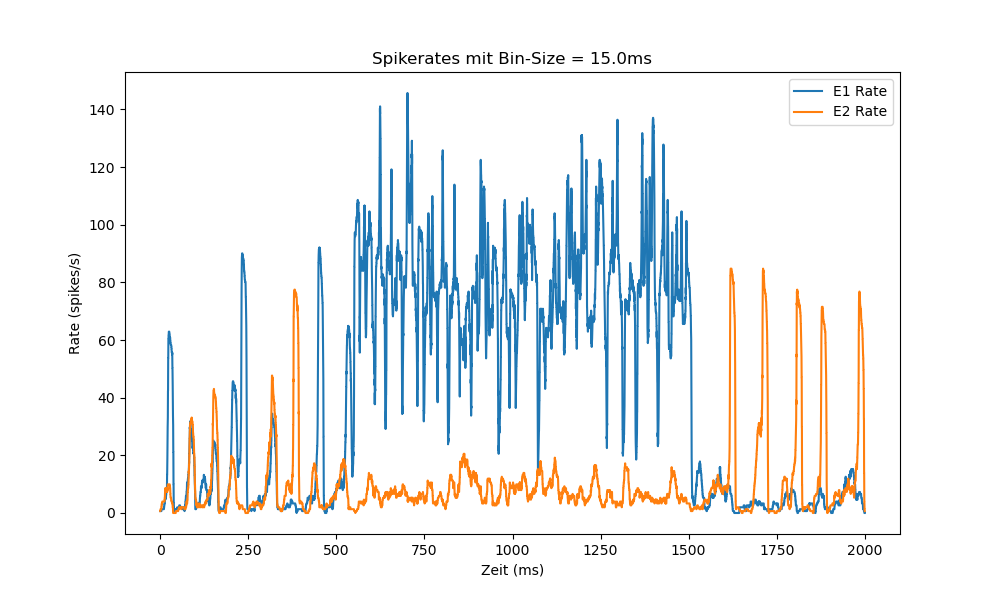 Spikerates mit Bin-Size = 15.0ms
E1 Rate
E2 Rate
140
120
100
80
60
40
20
0
Rate (spikes/s)
0 250 500 750 1000 1250 1500 1750 2000
Zeit (ms)